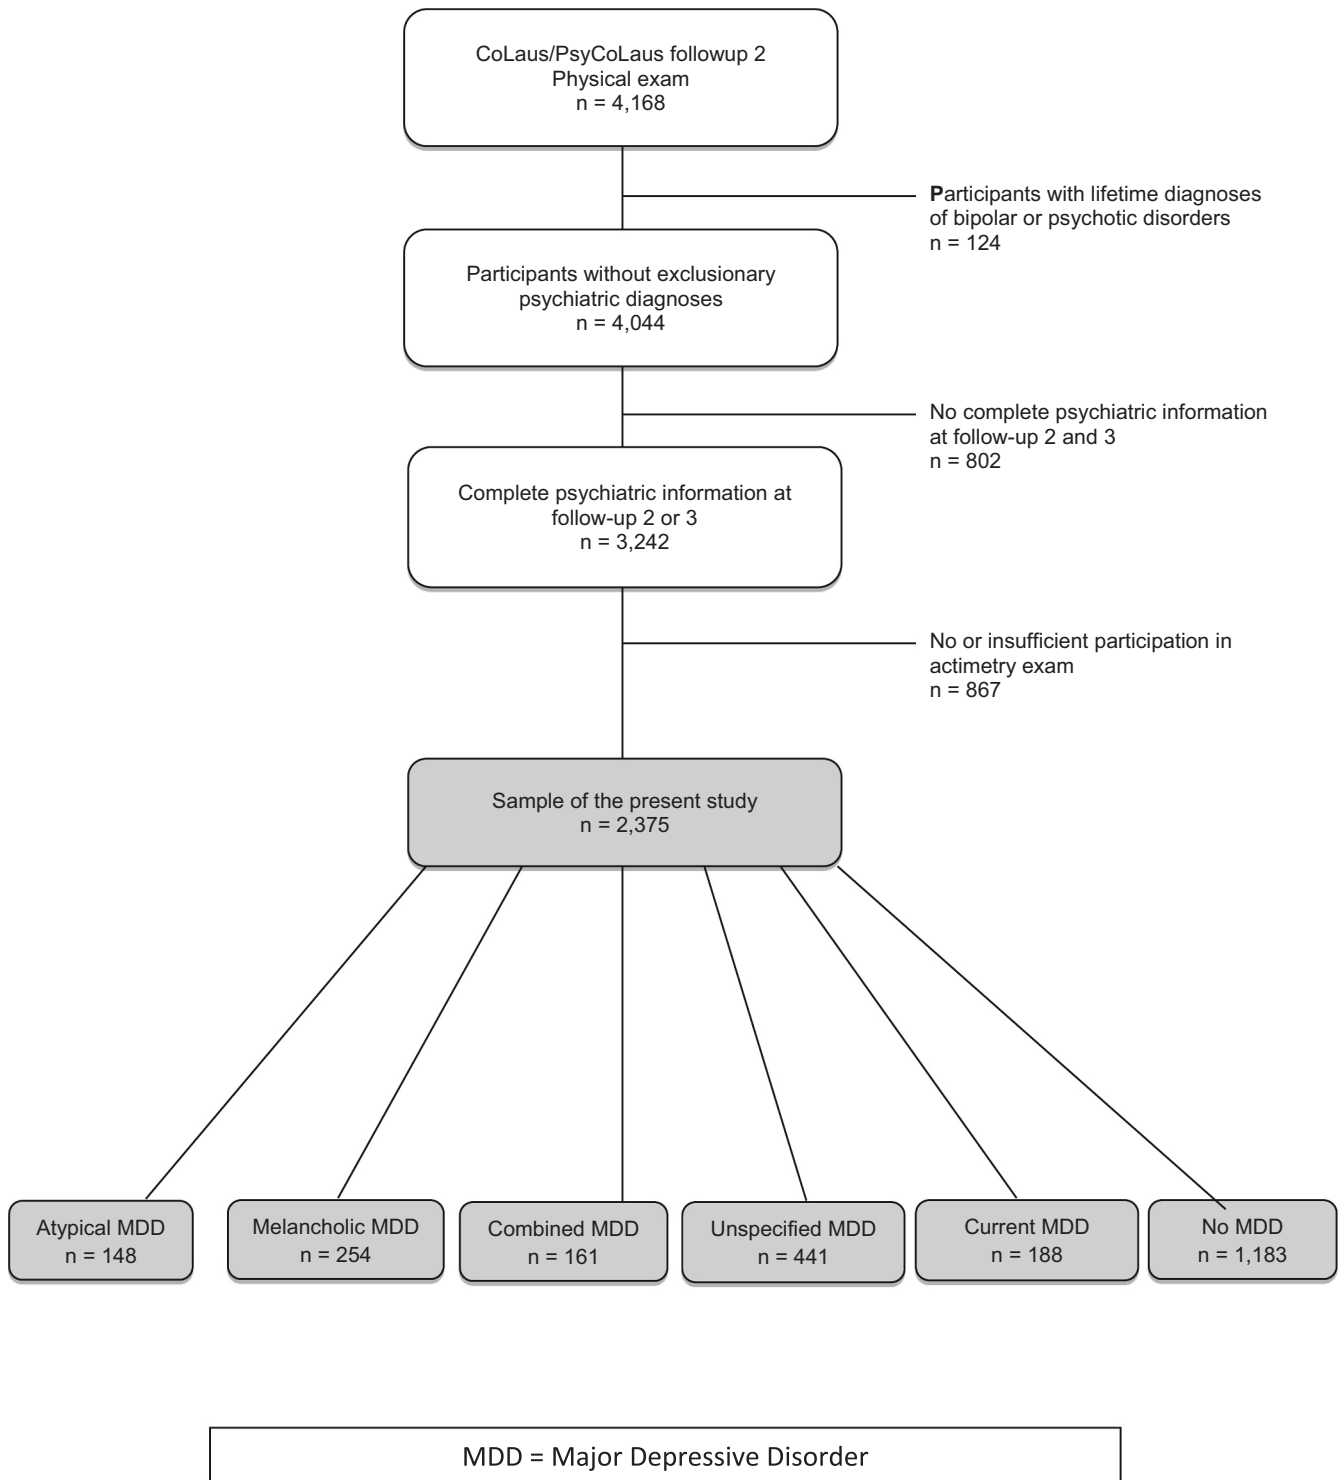 CoLaus/PsyCoLaus followup 2
Physical exam
n = 4,168
Participants with lifetime diagnoses
of bipolar or psychotic disorders
n = 124
Participants without exclusionary
psychiatric diagnoses
n = 4,044
No complete psychiatric information
at follow-up 2 and 3
n = 802
Complete psychiatric information at
follow-up 2 or 3
n = 3,242
No or insufficient participation in
actimetry exam
n = 867
Sample of the present study
n = 2,375
Atypical MDD
n = 148
Melancholic MDD
n = 254
Combined MDD
n = 161
Unspecified MDD
n = 441
Current MDD
n = 188
No MDD
n = 1,183
MDD = Major Depressive Disorder